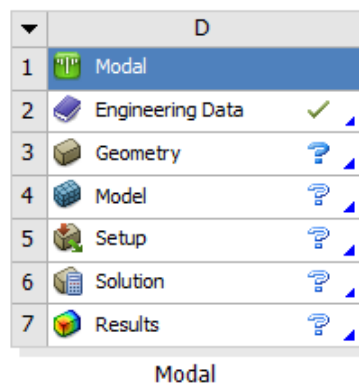 D
1 Modal
2 Engineering Data
3 Geometry
4 Model
5 Setup
6 Solution
7 Results
Modal